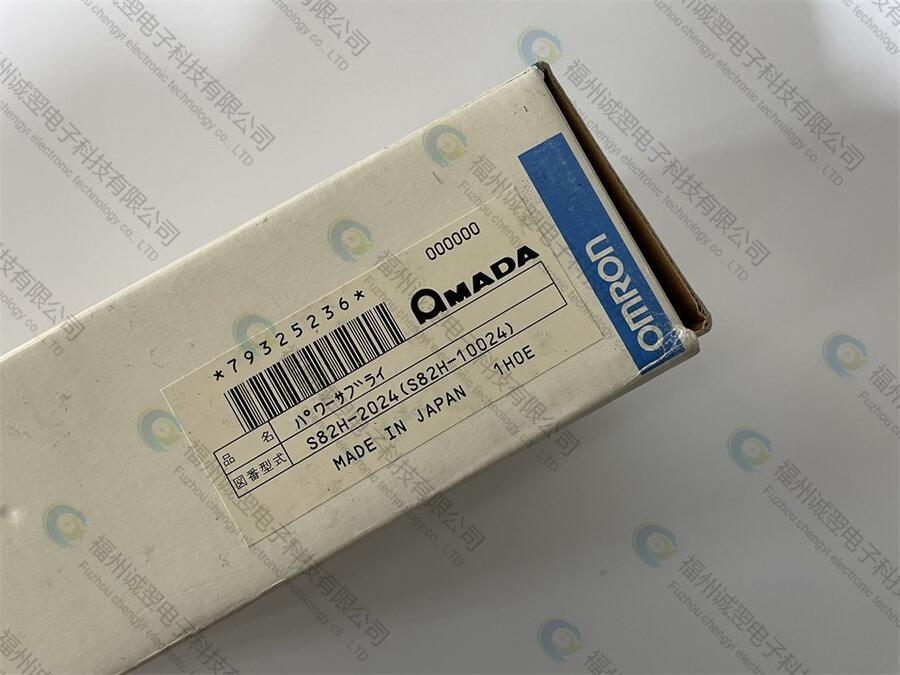 000000
AMADA
*79325236*
品 名 パワーサプライ
図番型式 S82H-2024(S82H-10024)
MADE IN JAPAN 1H0E
OMRON
福州诚翌电子科技有限公司
Fuzhou chengyi electronic technology co., LTD